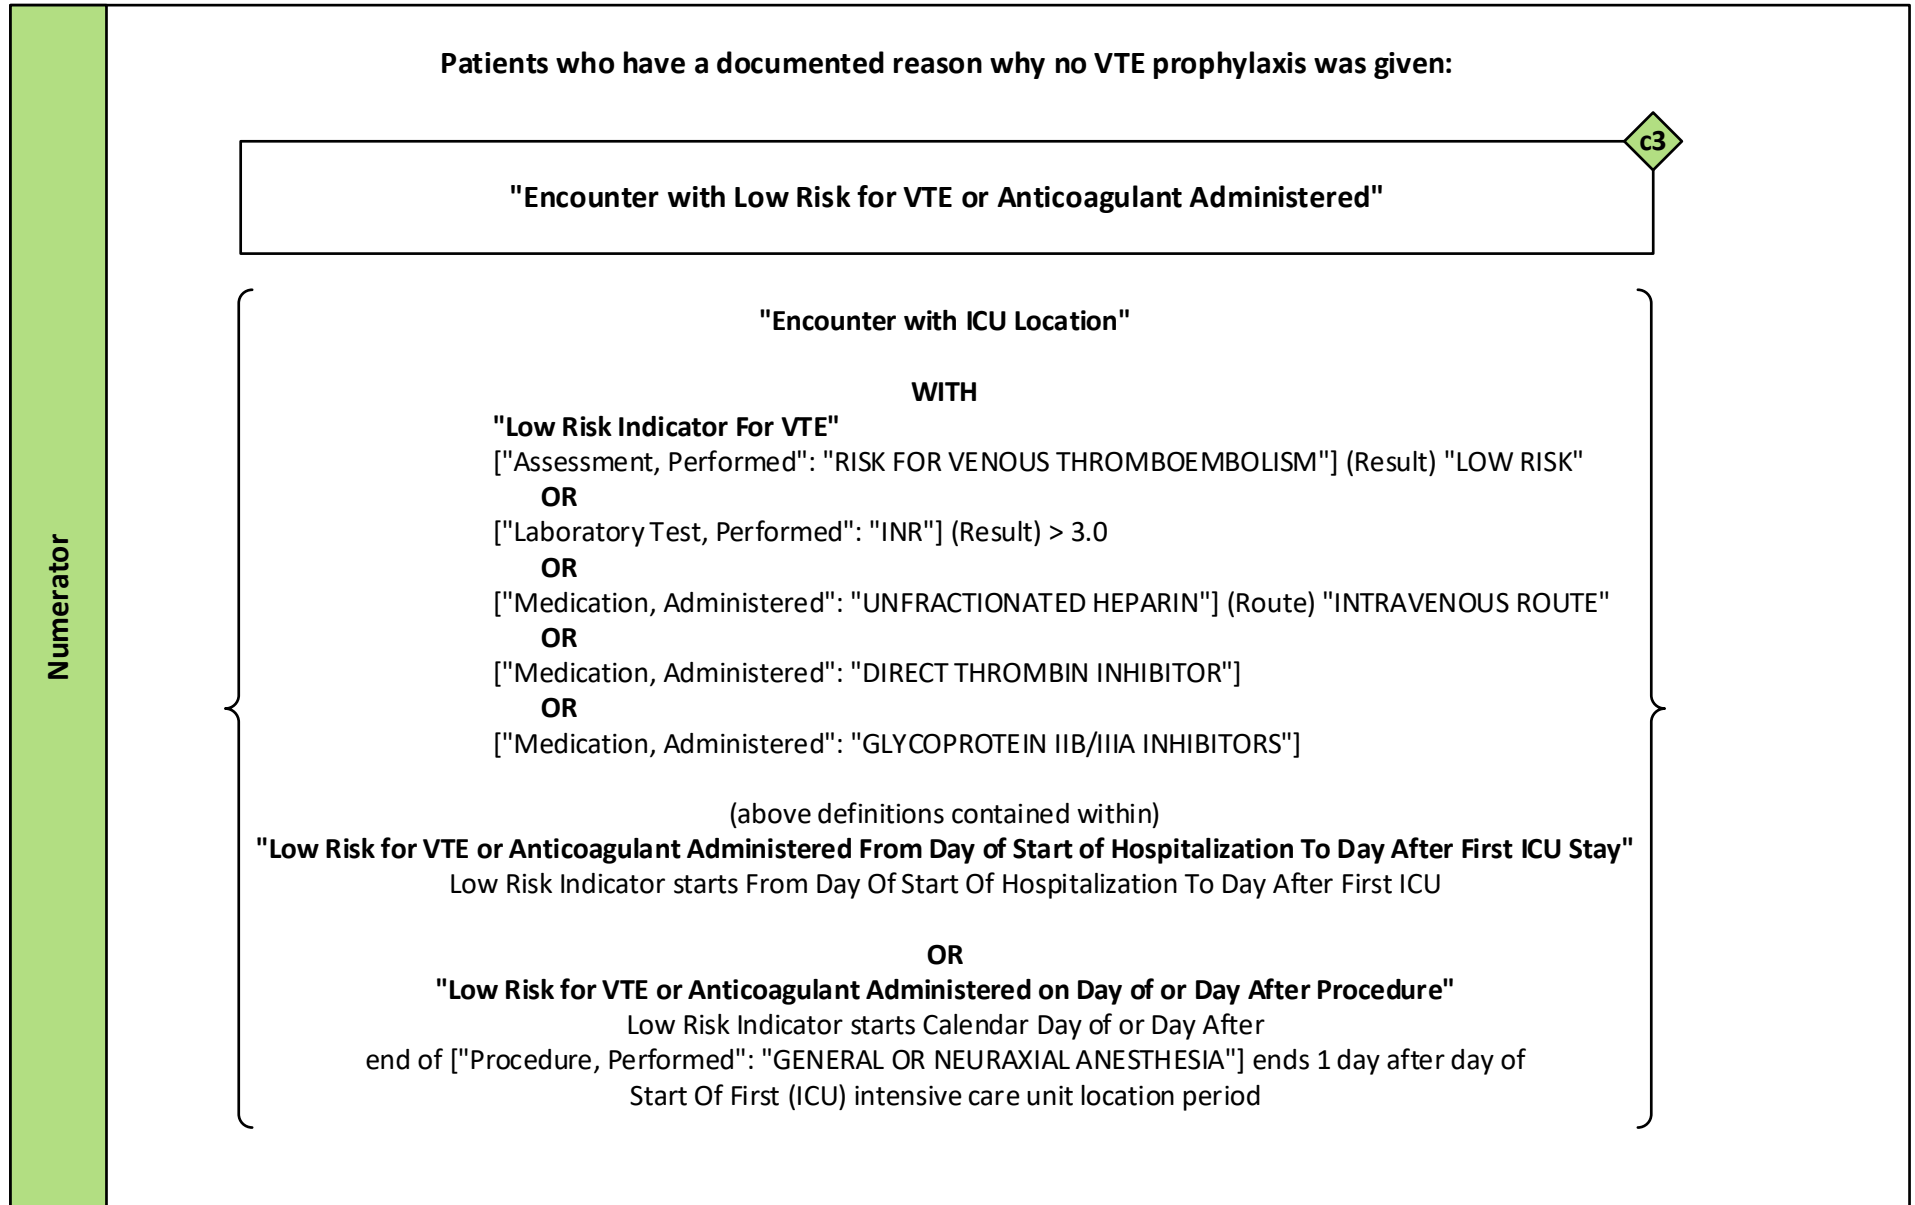 Numerator
Patients who have a documented reason why no VTE prophylaxis was given:
c3
"Encounter with Low Risk for VTE or Anticoagulant Administered"
"Encounter with ICU Location"
WITH
"Low Risk Indicator For VTE"
["Assessment, Performed": "RISK FOR VENOUS THROMBOEMBOLISM"] (Result) "LOW RISK"
OR
["Laboratory Test, Performed": "INR"] (Result) > 3.0
OR
["Medication, Administered": "UNFRACTIONATED HEPARIN"] (Route) "INTRAVENOUS ROUTE"
OR
["Medication, Administered": "DIRECT THROMBIN INHIBITOR"]
OR
["Medication, Administered": "GLYCOPROTEIN IIB/IIIA INHIBITORS"]
(above definitions contained within)
"Low Risk for VTE or Anticoagulant Administered From Day of Start of Hospitalization To Day After First ICU Stay"
Low Risk Indicator starts From Day Of Start Of Hospitalization To Day After First ICU
OR
"Low Risk for VTE or Anticoagulant Administered on Day of or Day After Procedure"
Low Risk Indicator starts Calendar Day of or Day After
end of ["Procedure, Performed": "GENERAL OR NEURAXIAL ANESTHESIA"] ends 1 day after day of
Start Of First (ICU) intensive care unit location period